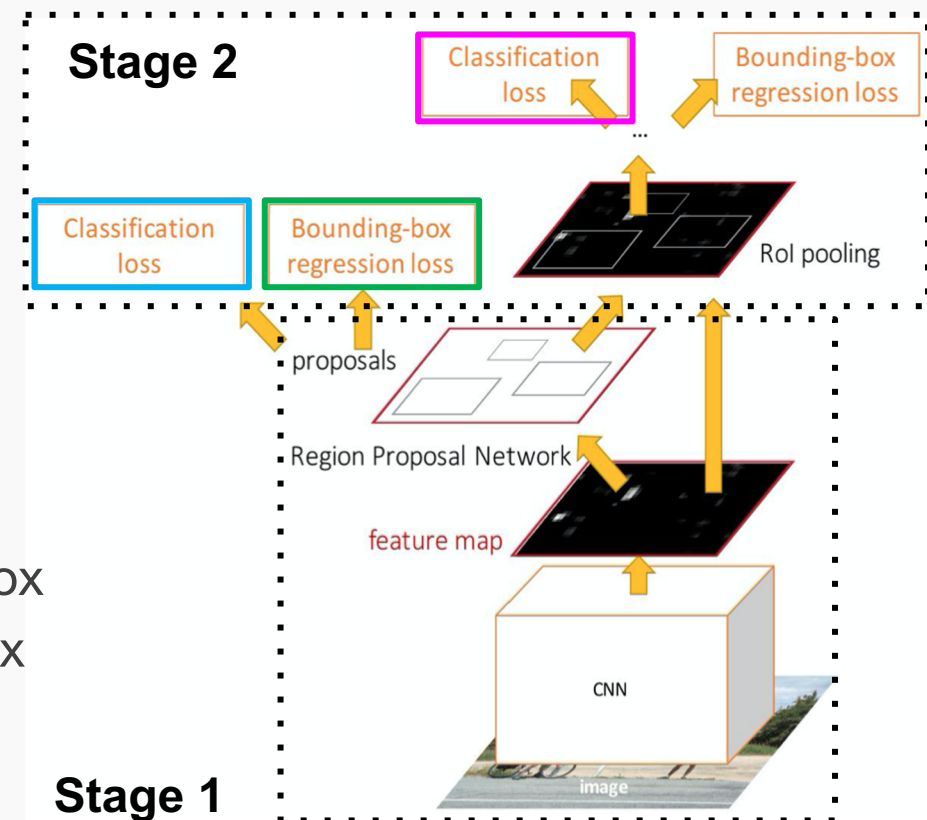 Stage 2
Classification
loss
Bounding-box
regression loss
...
Classification
loss
Bounding-box
regression loss
RoI pooling
proposals
Region Proposal Network
feature map
ox
x
CNN
image
Stage 1